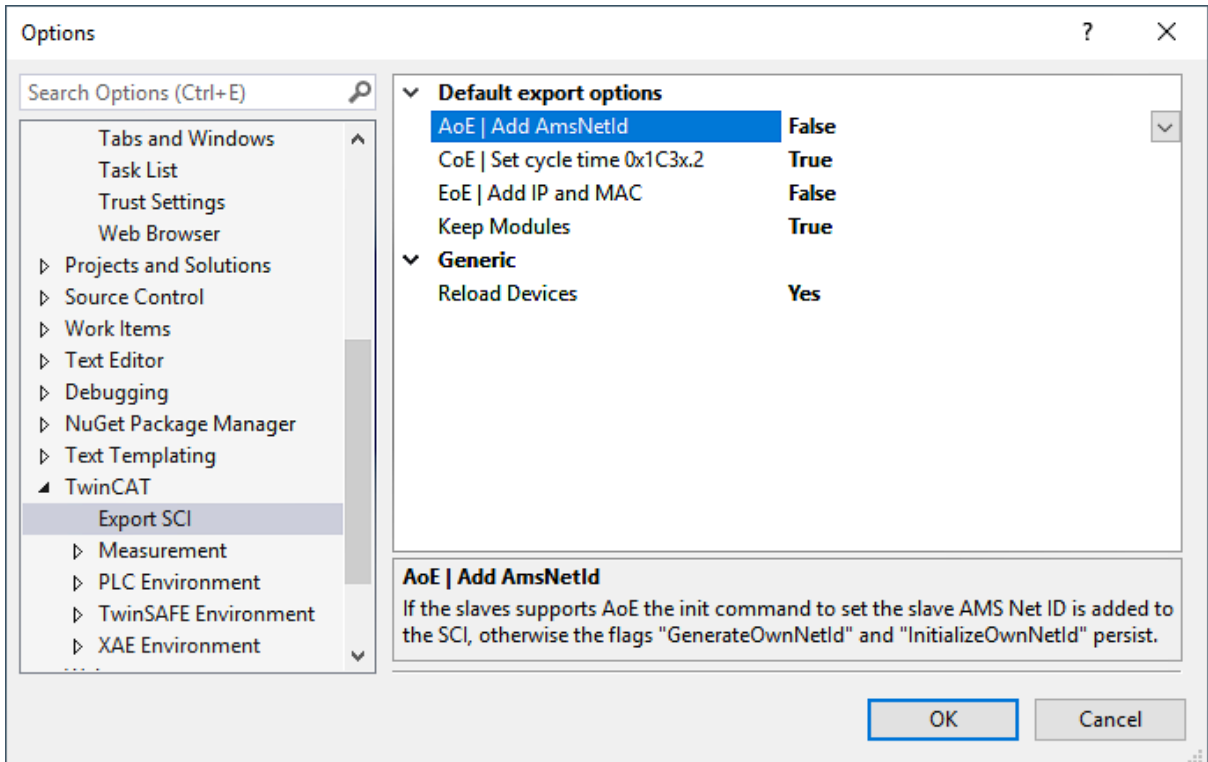 Options
?
Search Options (Ctrl+E)
Tabs and Windows
Task List
Trust Settings
Web Browser
Projects and Solutions
Source Control
Work Items
Text Editor
Debugging
NuGet Package Manager
Text Templating
TwinCAT
Export SCI
Measurement
PLC Environment
TwinSAFE Environment
XAE Environment
Default export options
AoE | Add AmsNetId False
CoE | Set cycle time 0x1C3x.2 True
EoE | Add IP and MAC False
Keep Modules True
Generic
Reload Devices Yes
AoE | Add AmsNetId
If the slaves supports AoE the init command to set the slave AMS Net ID is added to
the SCI, otherwise the flags "GenerateOwnNetId" and "InitializeOwnNetId" persist.
OK Cancel